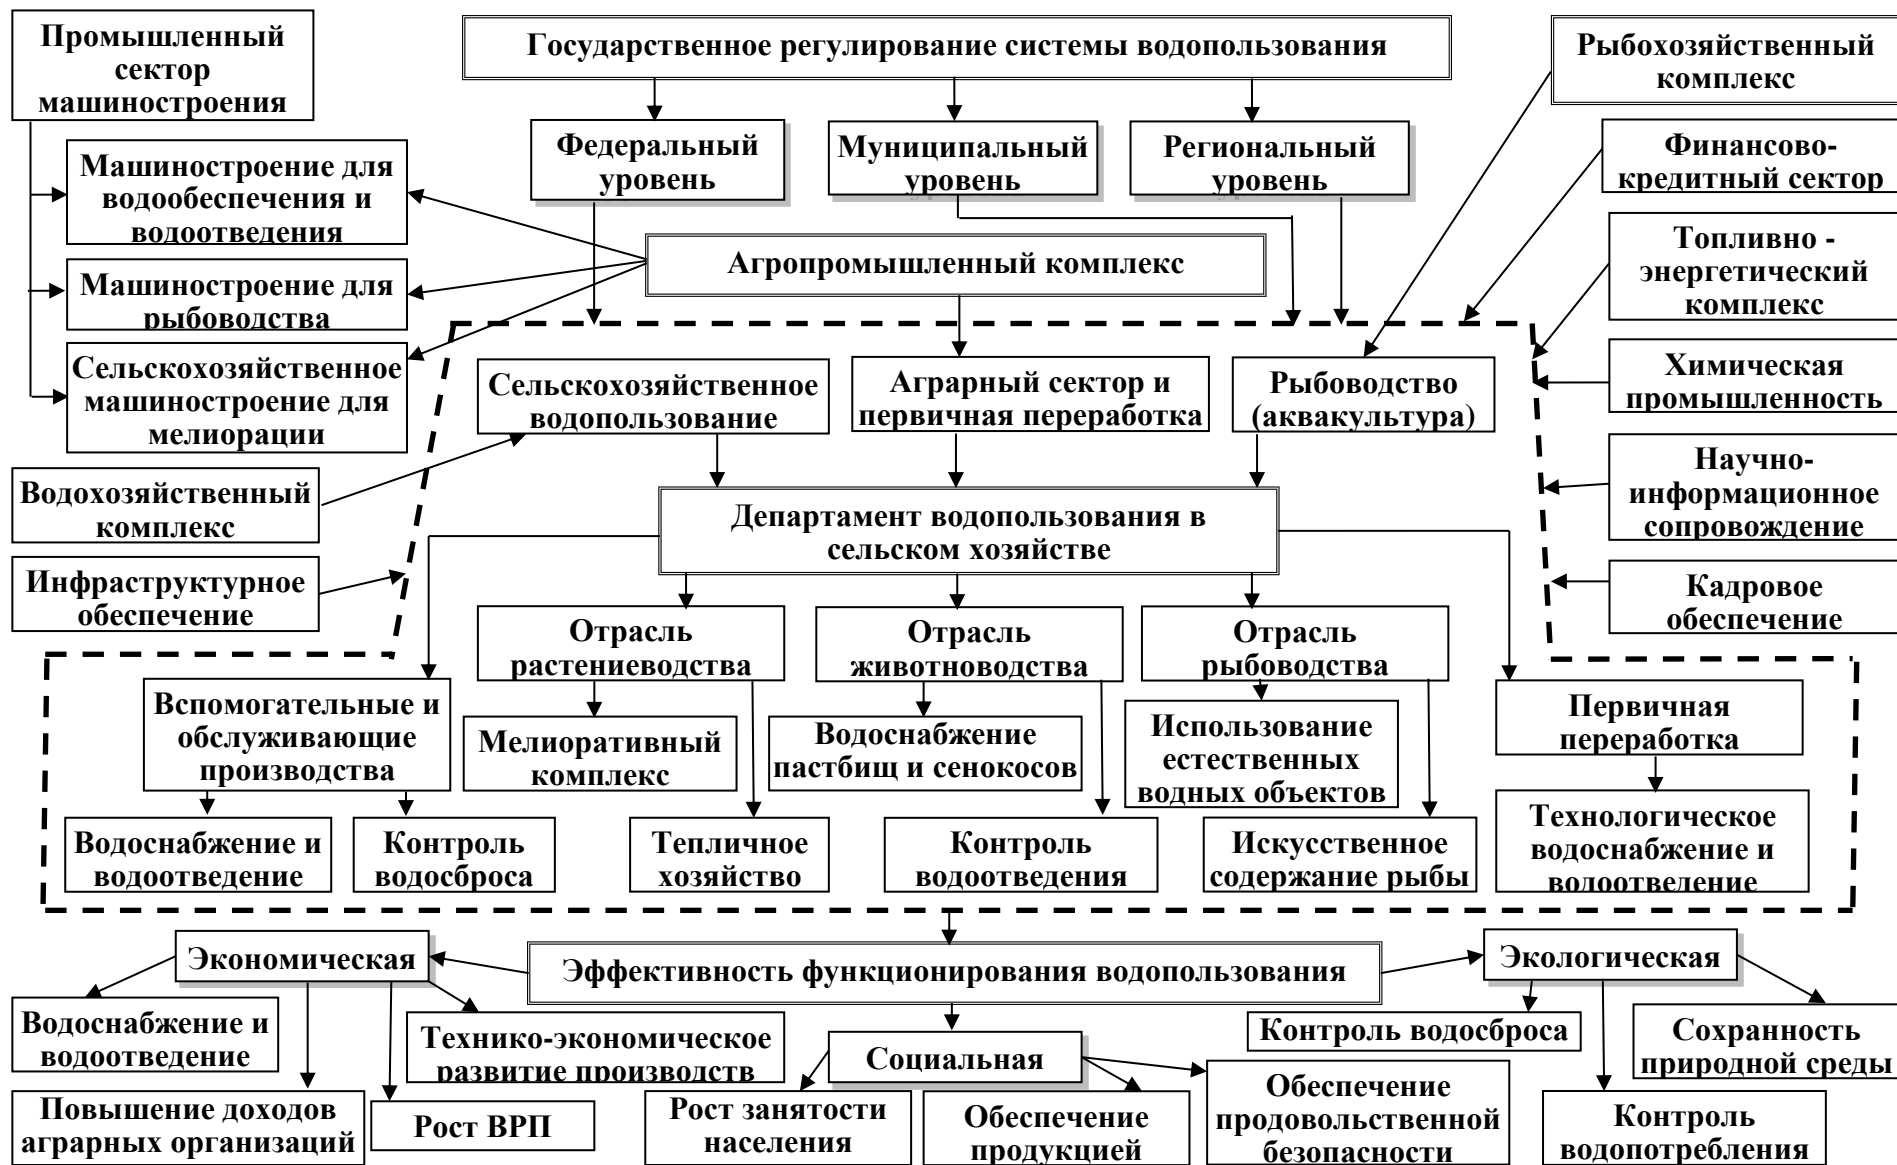 Промышленный
сектор
машиностроения
Государственное регулирование системы водопользования
Рыбохозяйственный
комплекс
Федеральный
уровень
Муниципальный
уровень
Региональный
уровень
Финансово-
кредитный сектор
Машиностроение для
водообеспечения и
водоотведения
Агропромышленный комплекс
Топливно -
энергетический
комплекс
Машиностроение для
рыбоводства
Сельскохозяйственное
машиностроение для
мелиорации
Сельскохозяйственное
водопользование
Аграрный сектор и
первичная переработка
Рыбоводство
(аквакультура)
Химическая
промышленность
Водохозяйственный
комплекс
Департамент водопользования в
сельском хозяйстве
Научно-
информационное
сопровождение
Инфраструктурное
обеспечение
Кадровое
обеспечение
Отрасль
растениеводства
Отрасль
животноводства
Отрасль
рыбоводства
Вспомогательные и
обслуживающие
производства
Мелиоративный
комплекс
Водоснабжение
пастбищ и сенокосов
Использование
естественных
водных объектов
Первичная
переработка
Водоснабжение и
водоотведение
Контроль
водосброса
Тепличное
хозяйство
Контроль
водоотведения
Искусственное
содержание рыбы
Технологическое
водоснабжение и
водоотведение
Экономическая
Эффективность функционирования водопользования
Экологическая
Водоснабжение и
водоотведение
Технико-экономическое
развитие производств
Социальная
Контроль водосброса
Сохранность
природной среды
Повышение доходов
аграрных организаций
Рост ВРП
Рост занятости
населения
Обеспечение
продукцией
Обеспечение
продовольственной
безопасности
Контроль
водопотребления